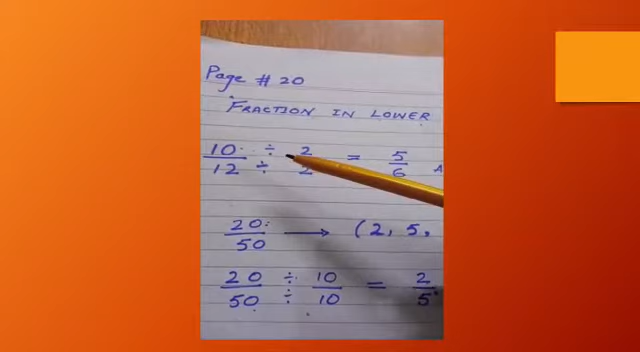 Page # 20
FRACTION IN LOWER
10 ÷ 2 = 5
12 ÷ 2 6
20 → (2, 5,
50
20 ÷ 10 = 2
50 ÷ 10 5